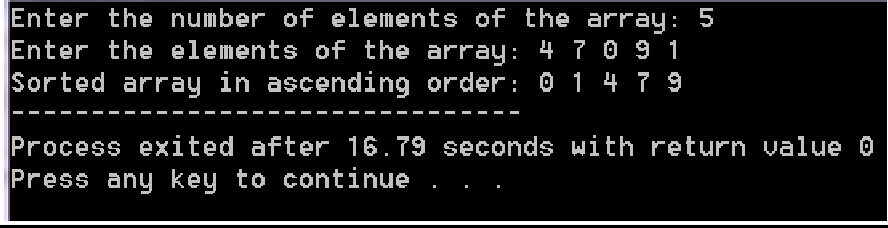 Enter the number of elements of the array: 5
Enter the elements of the array: 4 7 0 9 1
Sorted array in ascending order: 0 1 4 7 9
--------------------------------
Process exited after 16.79 seconds with return value 0
Press any key to continue . . .